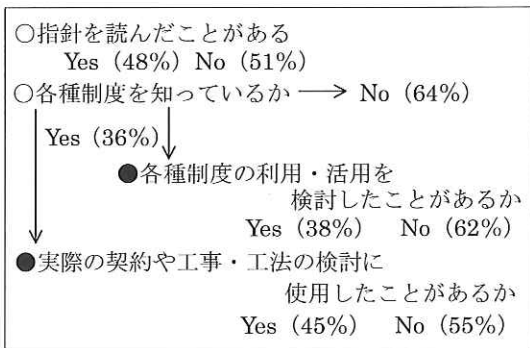 ○指針を読んだことがある
Yes（48%）No（51%）
○各種制度を知っているか → No（64%）
Yes（36%）
●各種制度の利用・活用を
検討したことがあるか
Yes（38%） No（62%）
●実際の契約や工事・工法の検討に
使用したことがあるか
Yes（45%） No（55%）